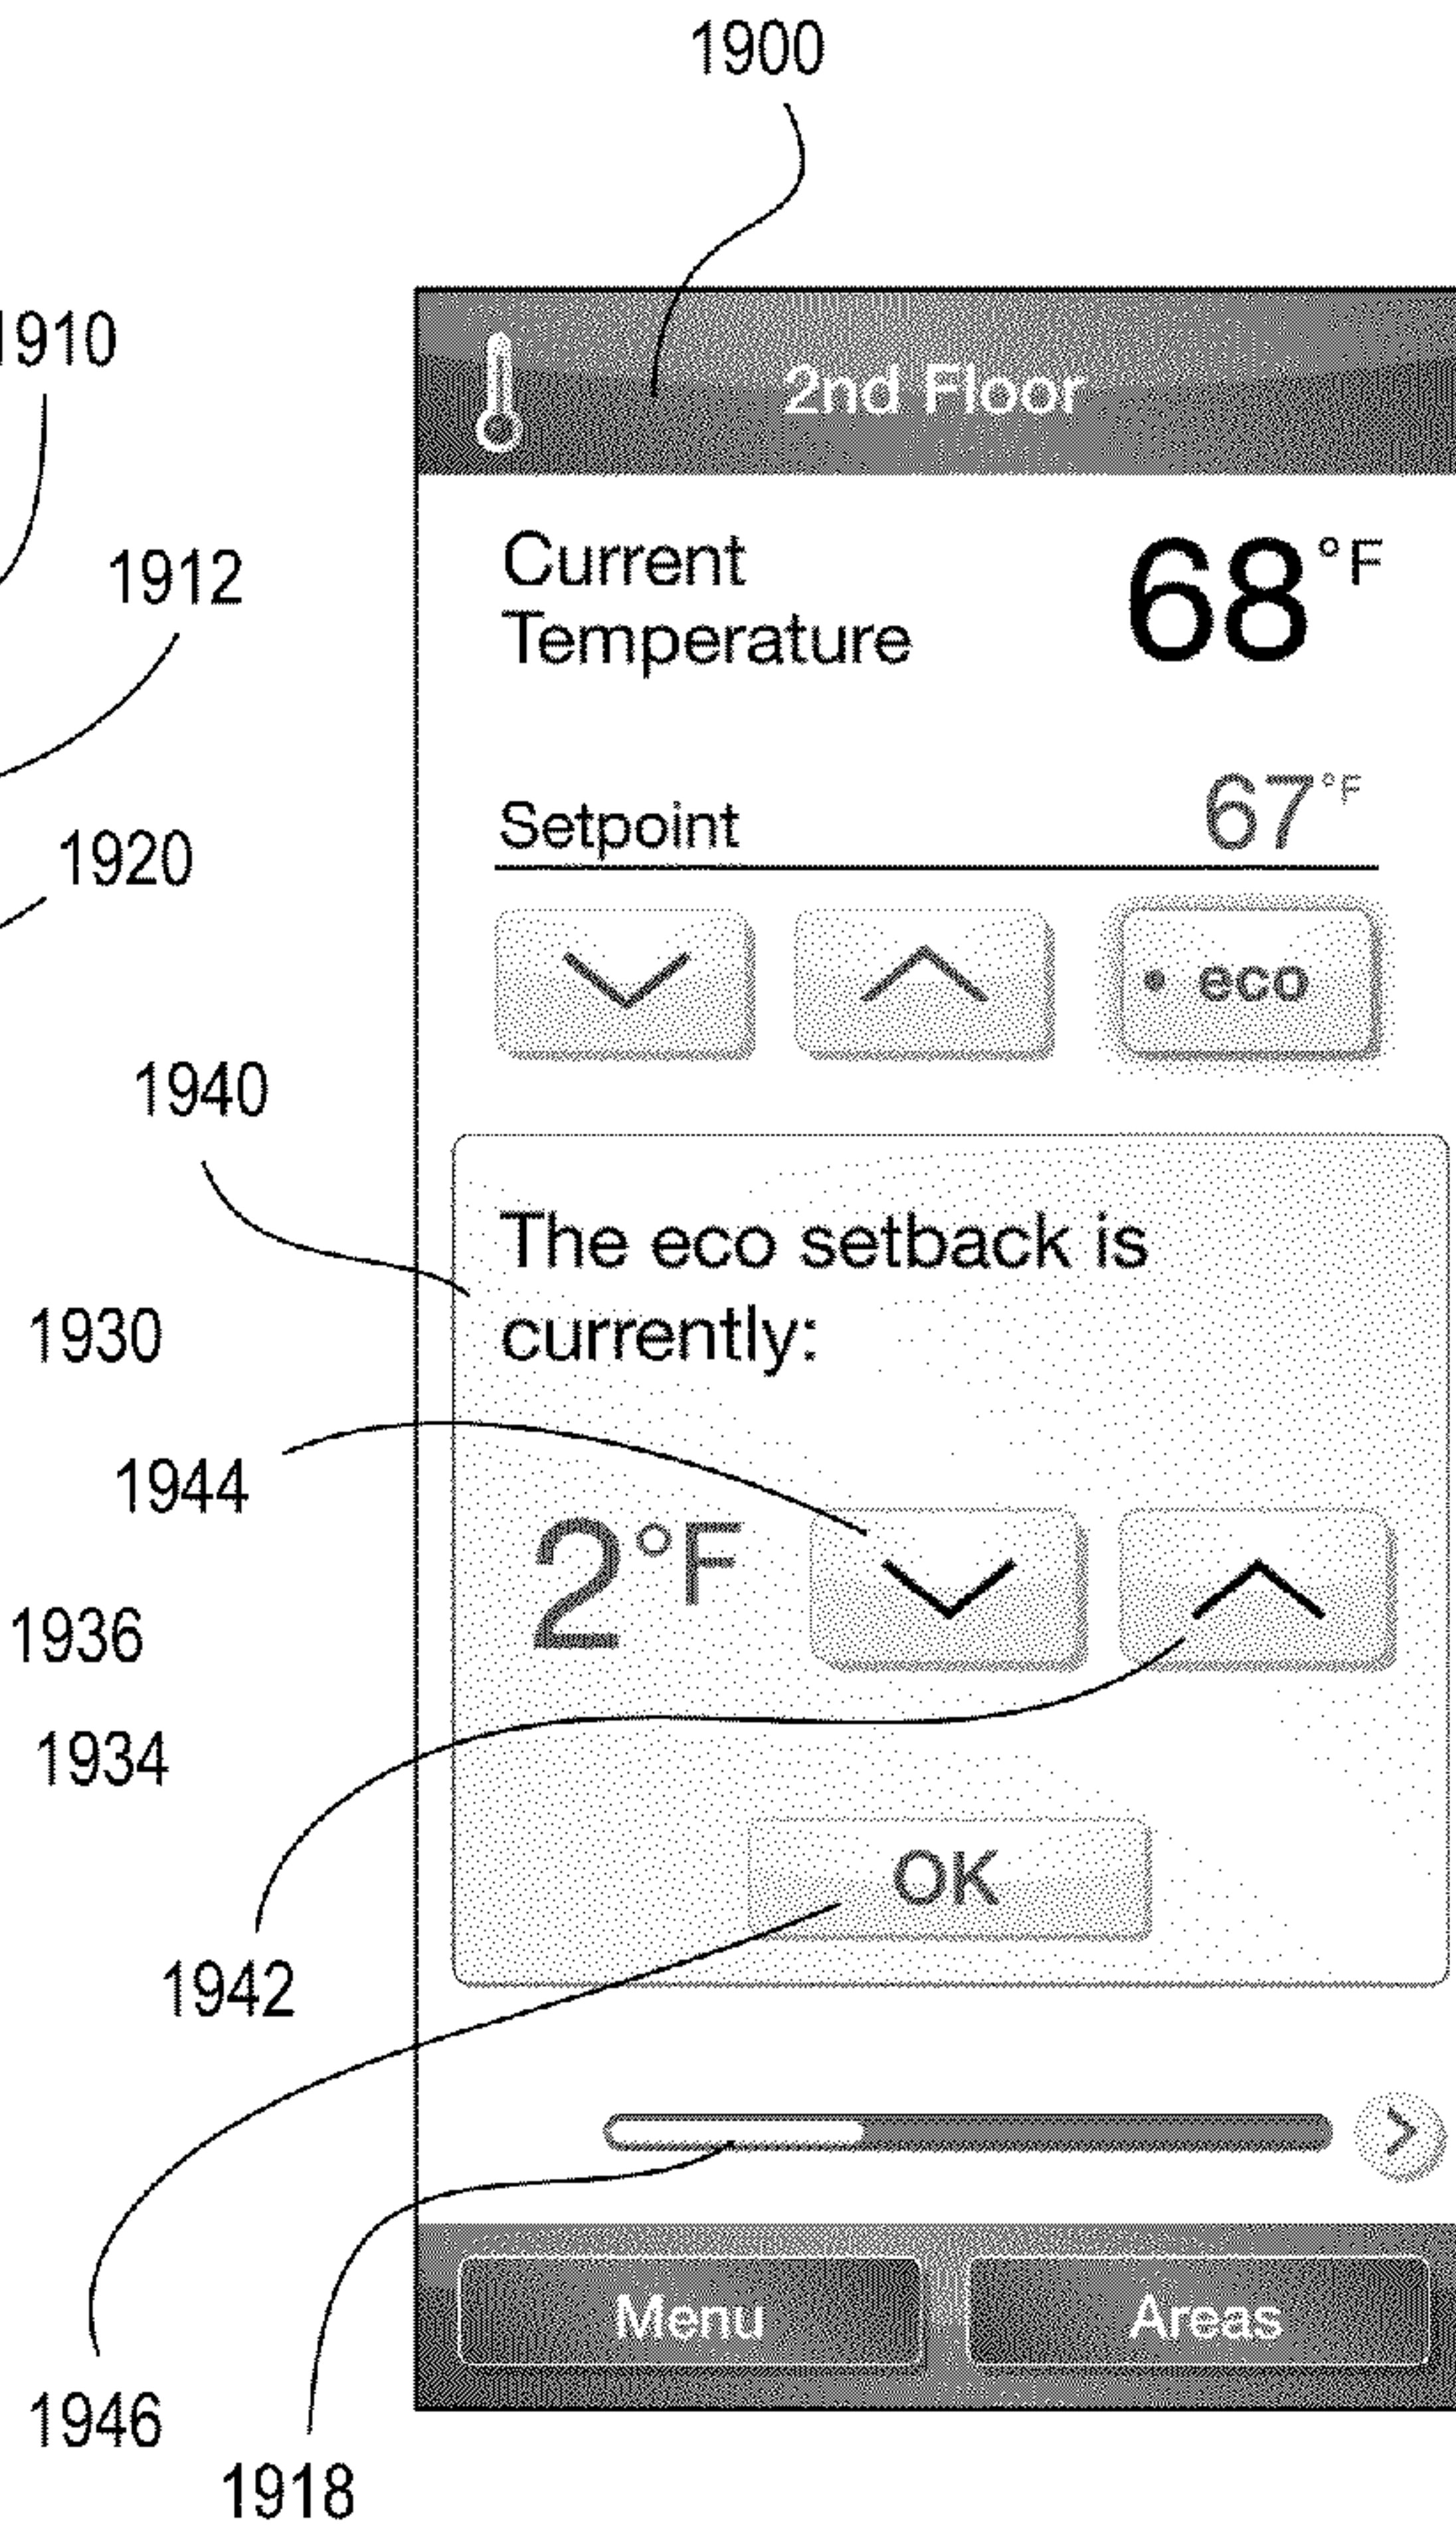 1900
1910
2nd Floor
1912
Current
Temperature
68°F
1920
Setpoint
67°F
• eco
1940
The eco setback is
currently:
1930
1944
2°F
1936
1934
OK
1942
Menu
Areas
1946
1918